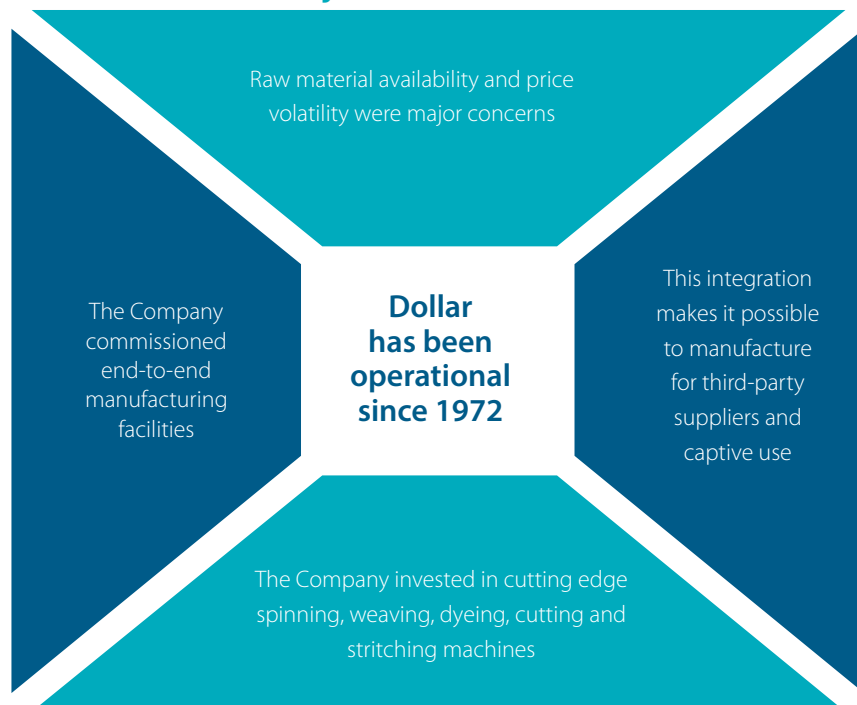 Raw material availability and price
volatility were major concerns
The Company
commissioned
end-to-end
manufacturing
facilities
Dollar
has been
operational
since 1972
This integration
makes it possible
to manufacture
for third-party
suppliers and
captive use
The Company invested in cutting edge
spinning, weaving, dyeing, cutting and
stritching machines